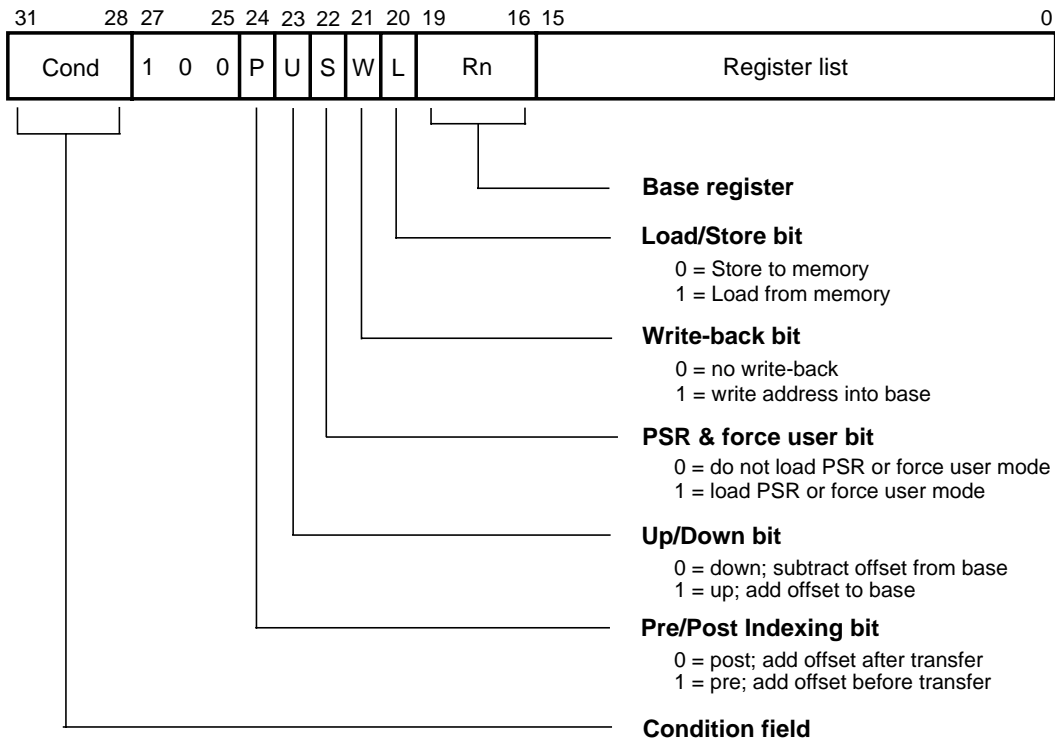 31 28 27 25 24 23 22 21 20 19 16 15 0
Cond 1 0 0 P U S W L Rn Register list
Base register
Load/Store bit
0 = Store to memory
1 = Load from memory
Write-back bit
0 = no write-back
1 = write address into base
PSR & force user bit
0 = do not load PSR or force user mode
1 = load PSR or force user mode
Up/Down bit
0 = down; subtract offset from base
1 = up; add offset to base
Pre/Post Indexing bit
0 = post; add offset after transfer
1 = pre; add offset before transfer
Condition field